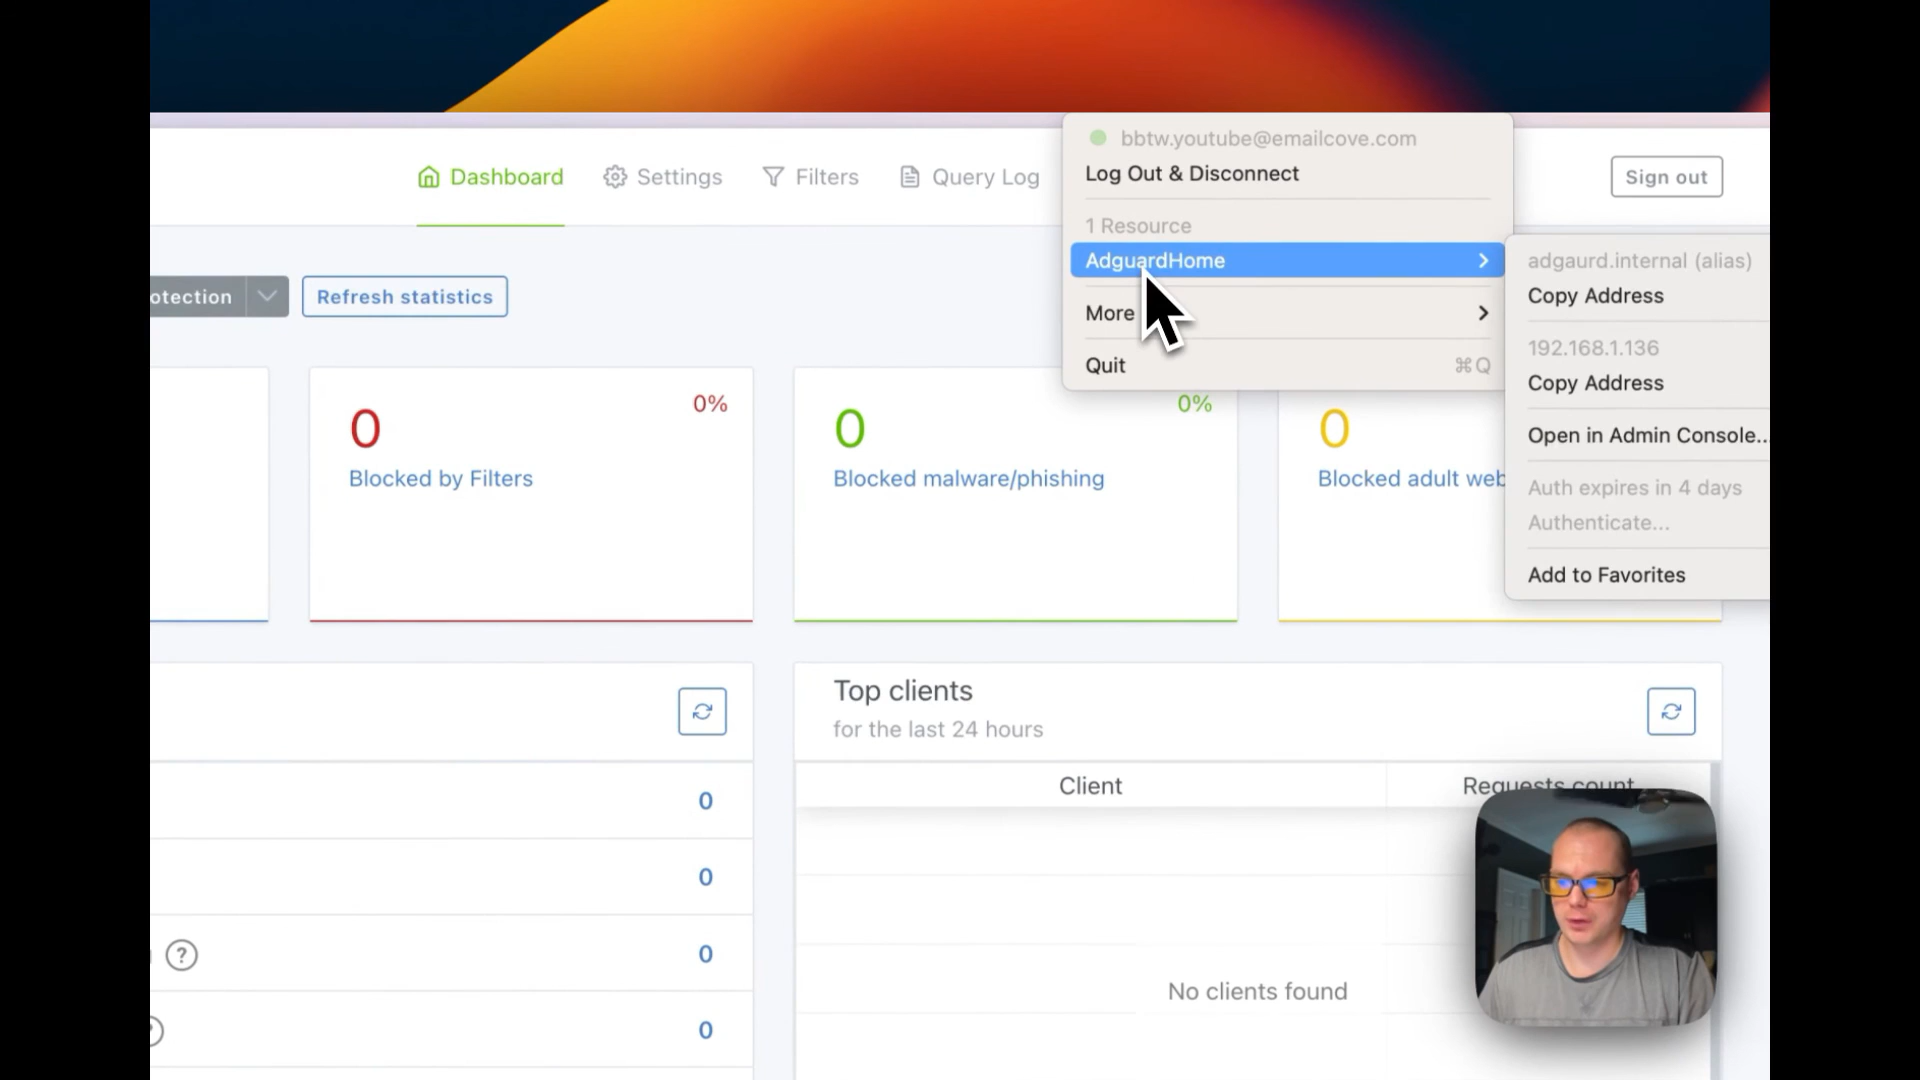 Dashboard
Settings
Filters
Query Log
Sign out
bbtw.youtube@emailcove.com
Log Out & Disconnect
1 Resource
AdguardHome
More
Quit
⌘Q
adgaurd.internal (alias)
Copy Address
192.168.1.136
Copy Address
Open in Admin Console...
Auth expires in 4 days
Authenticate...
Add to Favorites
otection
Refresh statistics
0
0%
Blocked by Filters
0
0%
Blocked malware/phishing
0
Blocked adult web
0
0
?
0
0
Top clients
for the last 24 hours
Client
Requests count
No clients found